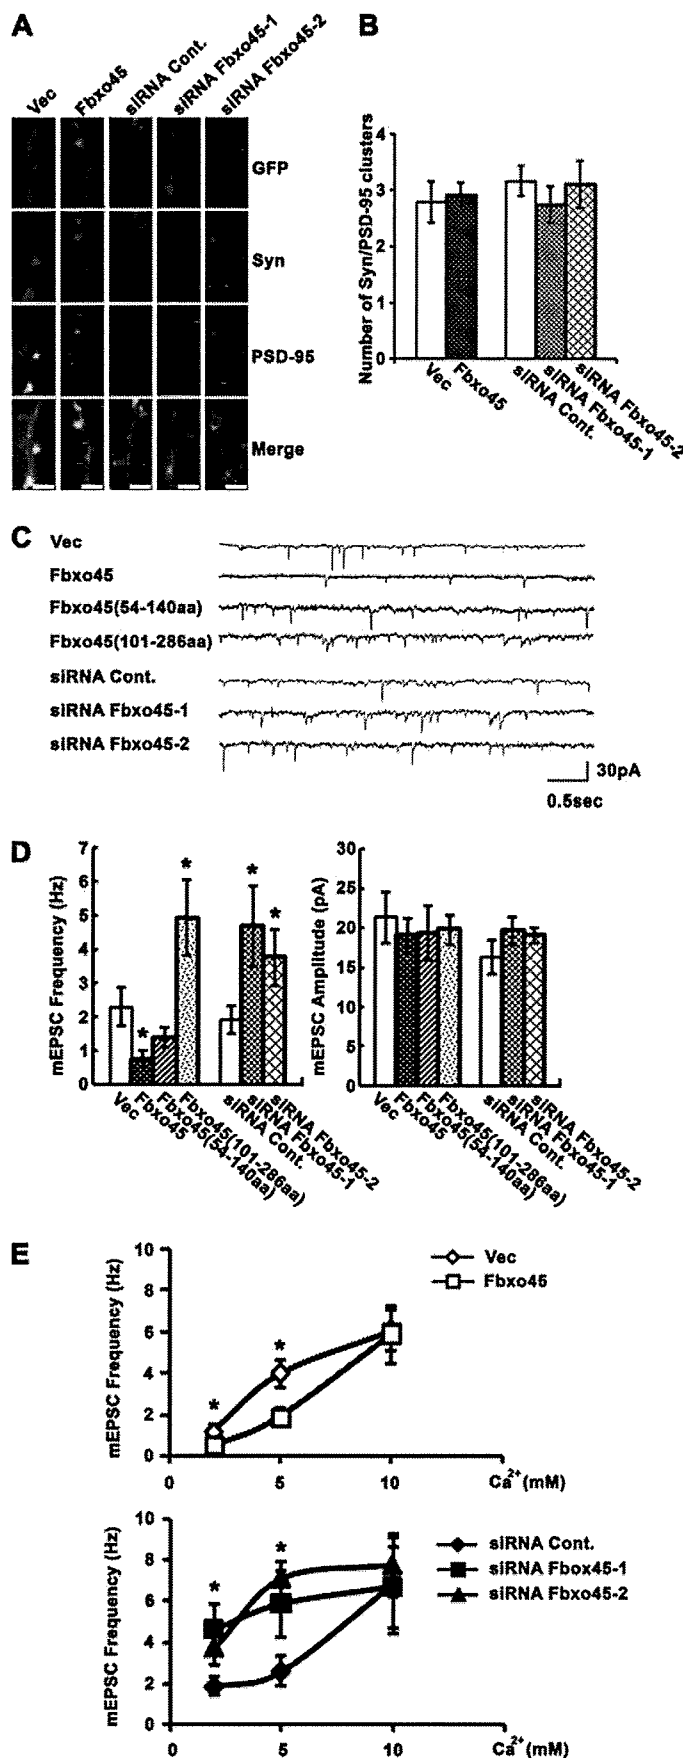 A
Vec
Fbxo45
siRNA Cont.
siRNA Fbxo45-1
siRNA Fbxo45-2
GFP
Syn
PSD-95
Merge
B
Number of Syn/PSD-95 clusters
4
3
2
1
0
Vec
Fbxo45
siRNA Cont.
siRNA Fbxo45-1
siRNA Fbxo45-2
C
Vec
Fbxo45
Fbxo45(54-140aa)
Fbxo45(101-286aa)
siRNA Cont.
siRNA Fbxo45-1
siRNA Fbxo45-2
30pA
0.5sec
D
mEPSC Frequency (Hz)
7
6
5
4
3
2
1
0
* * * *
Vec
Fbxo45
Fbxo45(54-140aa)
Fbxo45(101-286aa)
siRNA Cont.
siRNA Fbxo45-1
siRNA Fbxo45-2
mEPSC Amplitude (pA)
30
25
20
15
10
5
0
Vec
Fbxo45
Fbxo45(54-140aa)
Fbxo45(101-286aa)
siRNA Cont.
siRNA Fbxo45-1
siRNA Fbxo45-2
E
mEPSC Frequency (Hz)
10
8
6
4
2
0
* *
Vec
Fbxo45
0 5 10 Ca2+(mM)
mEPSC Frequency (Hz)
10
8
6
4
2
0
* *
siRNA Cont.
siRNA Fbox45-1
siRNA Fbxo45-2
0 5 10 Ca2+(mM)